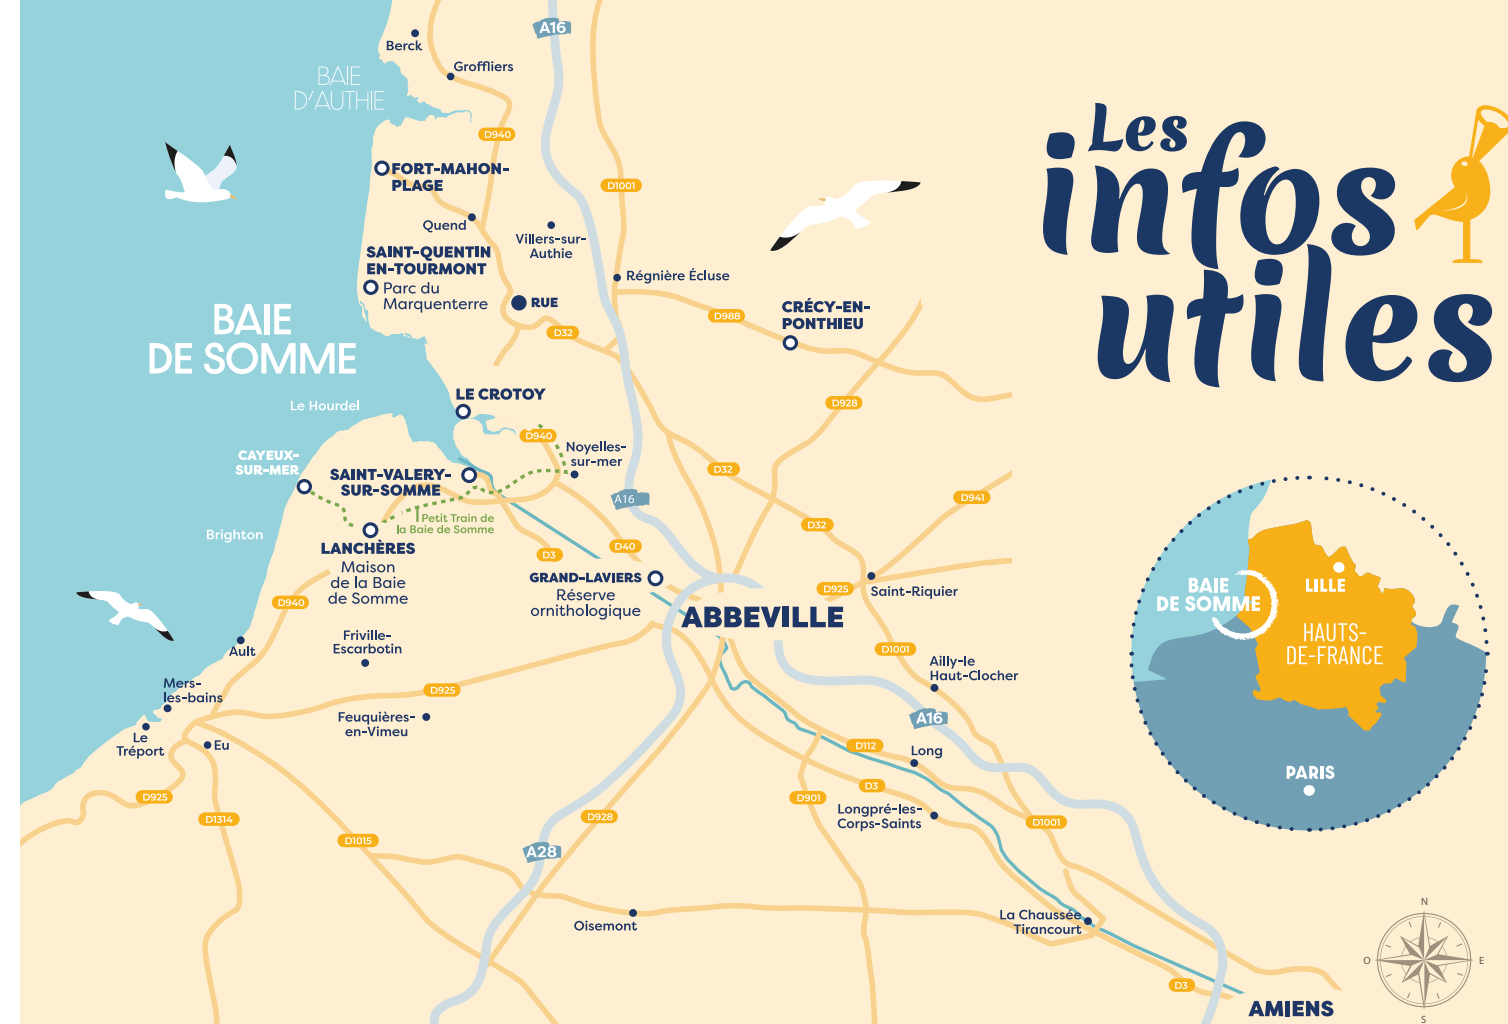 Les
infos
utiles
A16
Berck
Groffliers
BAIE
D'AUTHIE
D940
FORT-MAHON-
PLAGE
D1001
Quend
Villers-sur-
Authie
SAINT-QUENTIN
EN-TOURMONT
Parc du
Marquenterre
RUE
Régnière Écluse
CRÉCY-EN-
PONTHIEU
D988
D32
BAIE
DE SOMME
Le Hourdel
LE CROTOY
D928
D940
Noyelles-
sur-mer
CAYEUX-
SUR-MER
SAINT-VALERY-
SUR-SOMME
D32
A16
D941
Petit Train de
la Baie de Somme
D32
Brighton
LANCHÈRES
Maison
de la Baie
de Somme
D3
D40
GRAND-LAVIERS
Réserve
ornithologique
D925
Saint-Riquier
D940
ABBEVILLE
Friville-
Escarbotin
Ault
D1001
Ailly-le
Haut-Clocher
Mers-
les-bains
D925
Feuquières-
en-Vimeu
A16
Le
Tréport
Eu
D112
Long
D925
D3
D901
Longpré-les-
Corps-Saints
D1314
D928
D1001
D1015
A28
Oisemont
La Chaussée
Tirancourt
D3
AMIENS
BAIE
DE SOMME
LILLE
HAUTS-
DE-FRANCE
PARIS
N
O
E
S